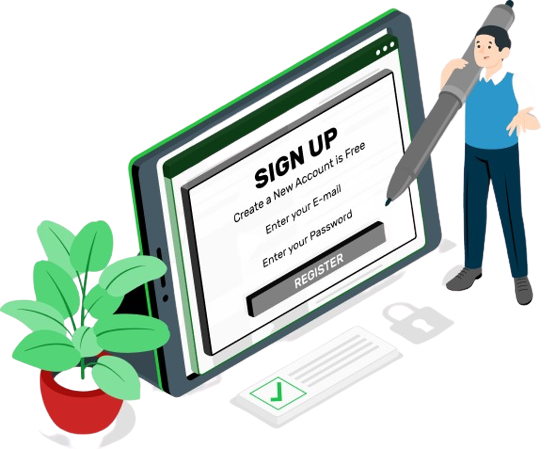 SIGN UP
Create a New Account is Free
Enter your E-mail
Enter your Password
REGISTER